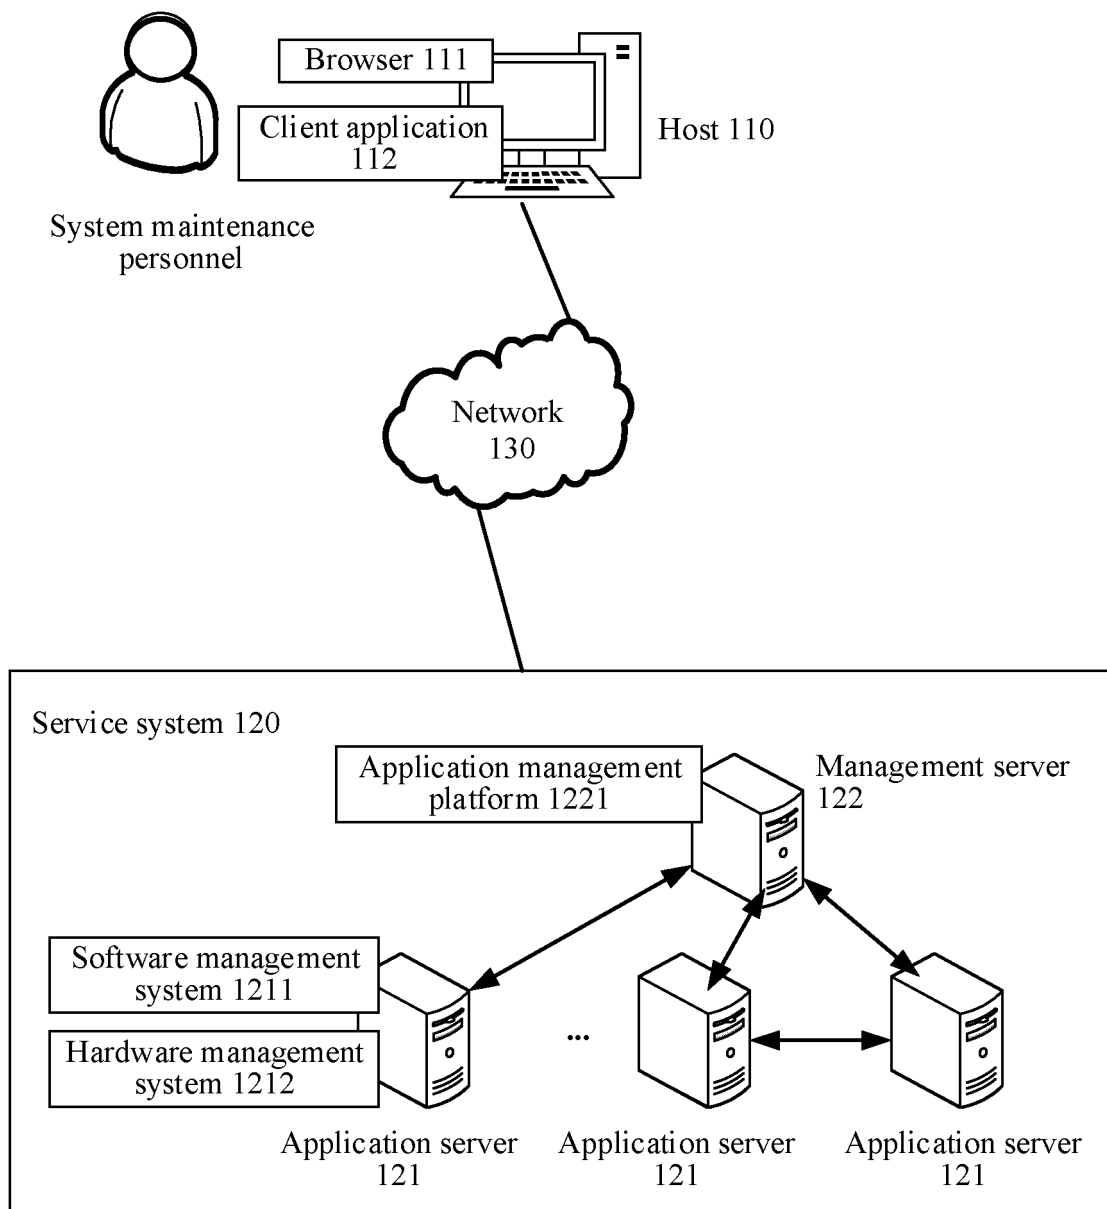 Browser 111
Client application
112
Host 110
System maintenance
personnel
Network
130
Service system 120
Application management
platform 1221
Management server
122
Software management
system 1211
Hardware management
system 1212
...
Application server
121
Application server
121
Application server
121